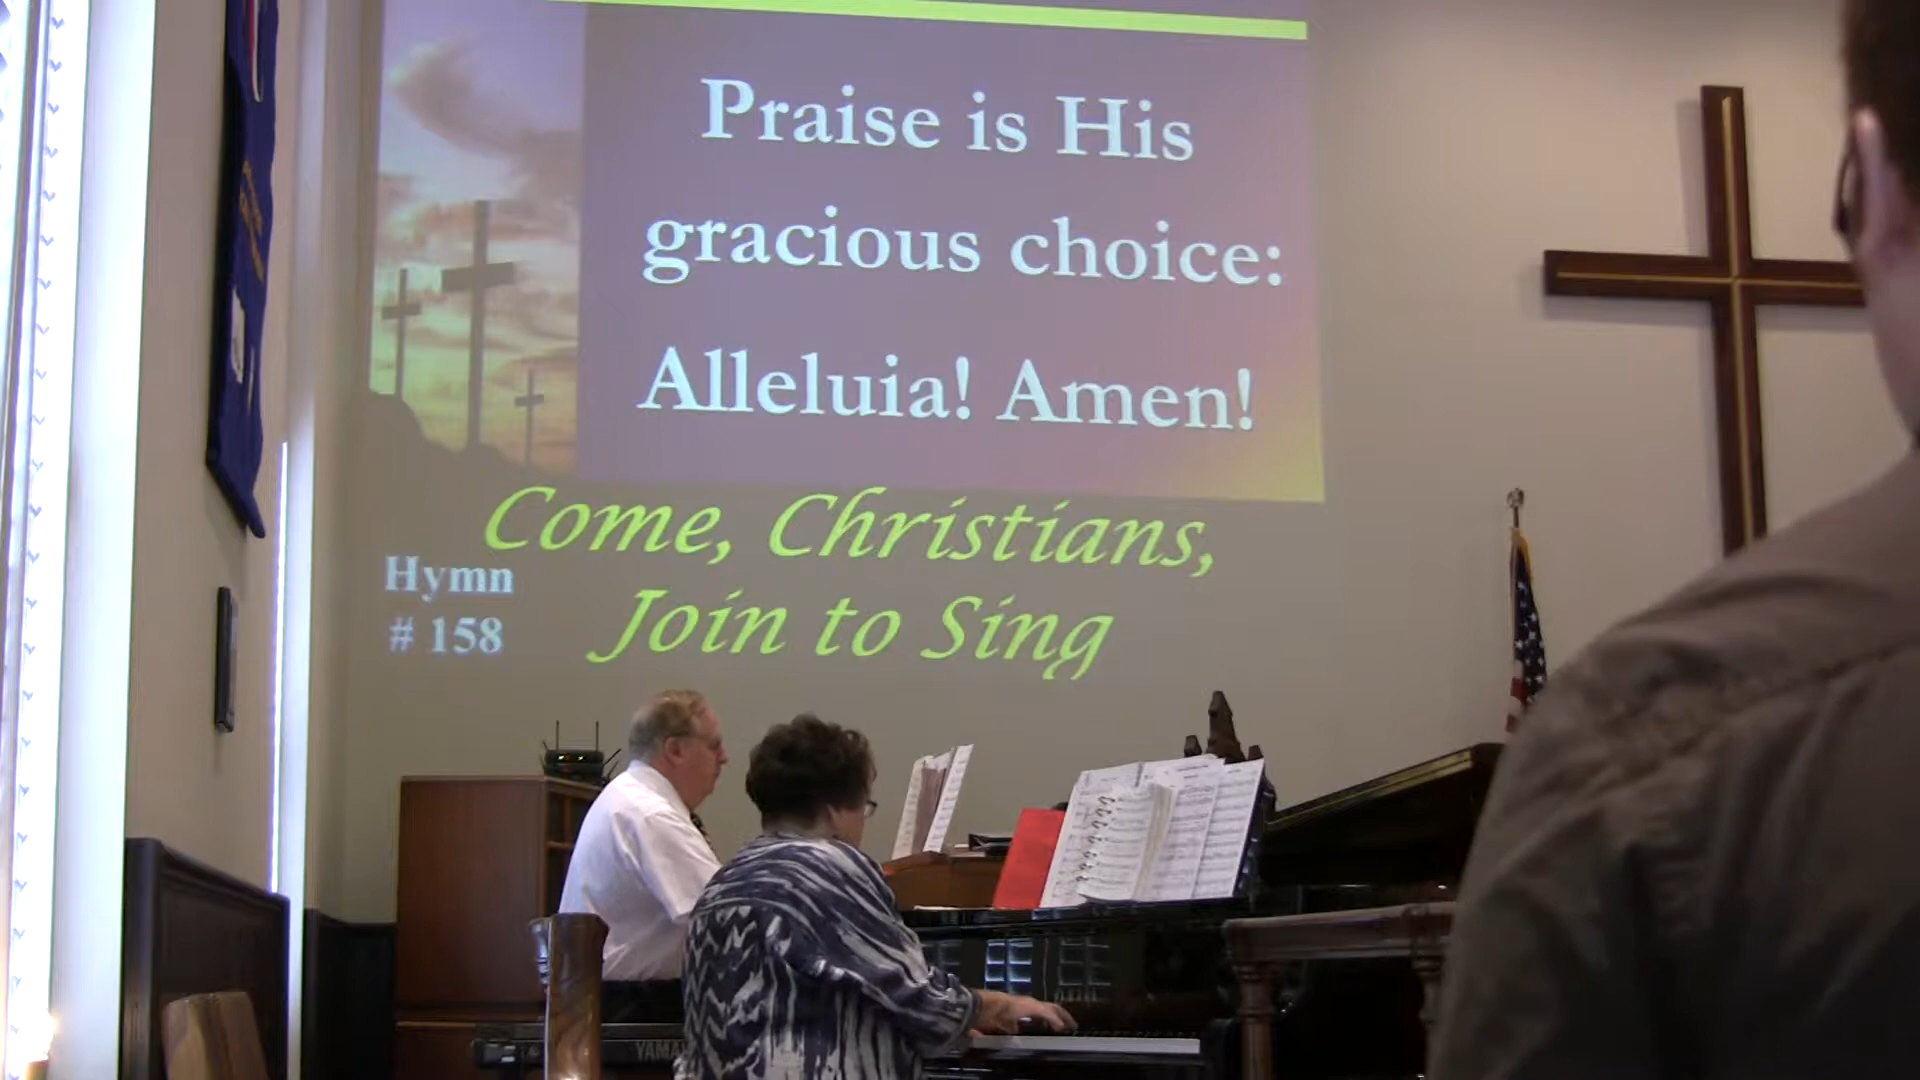 Praise is His
gracious choice:
Alleluia! Amen!
Come, Christians,
Join to Sing
Hymn
# 158